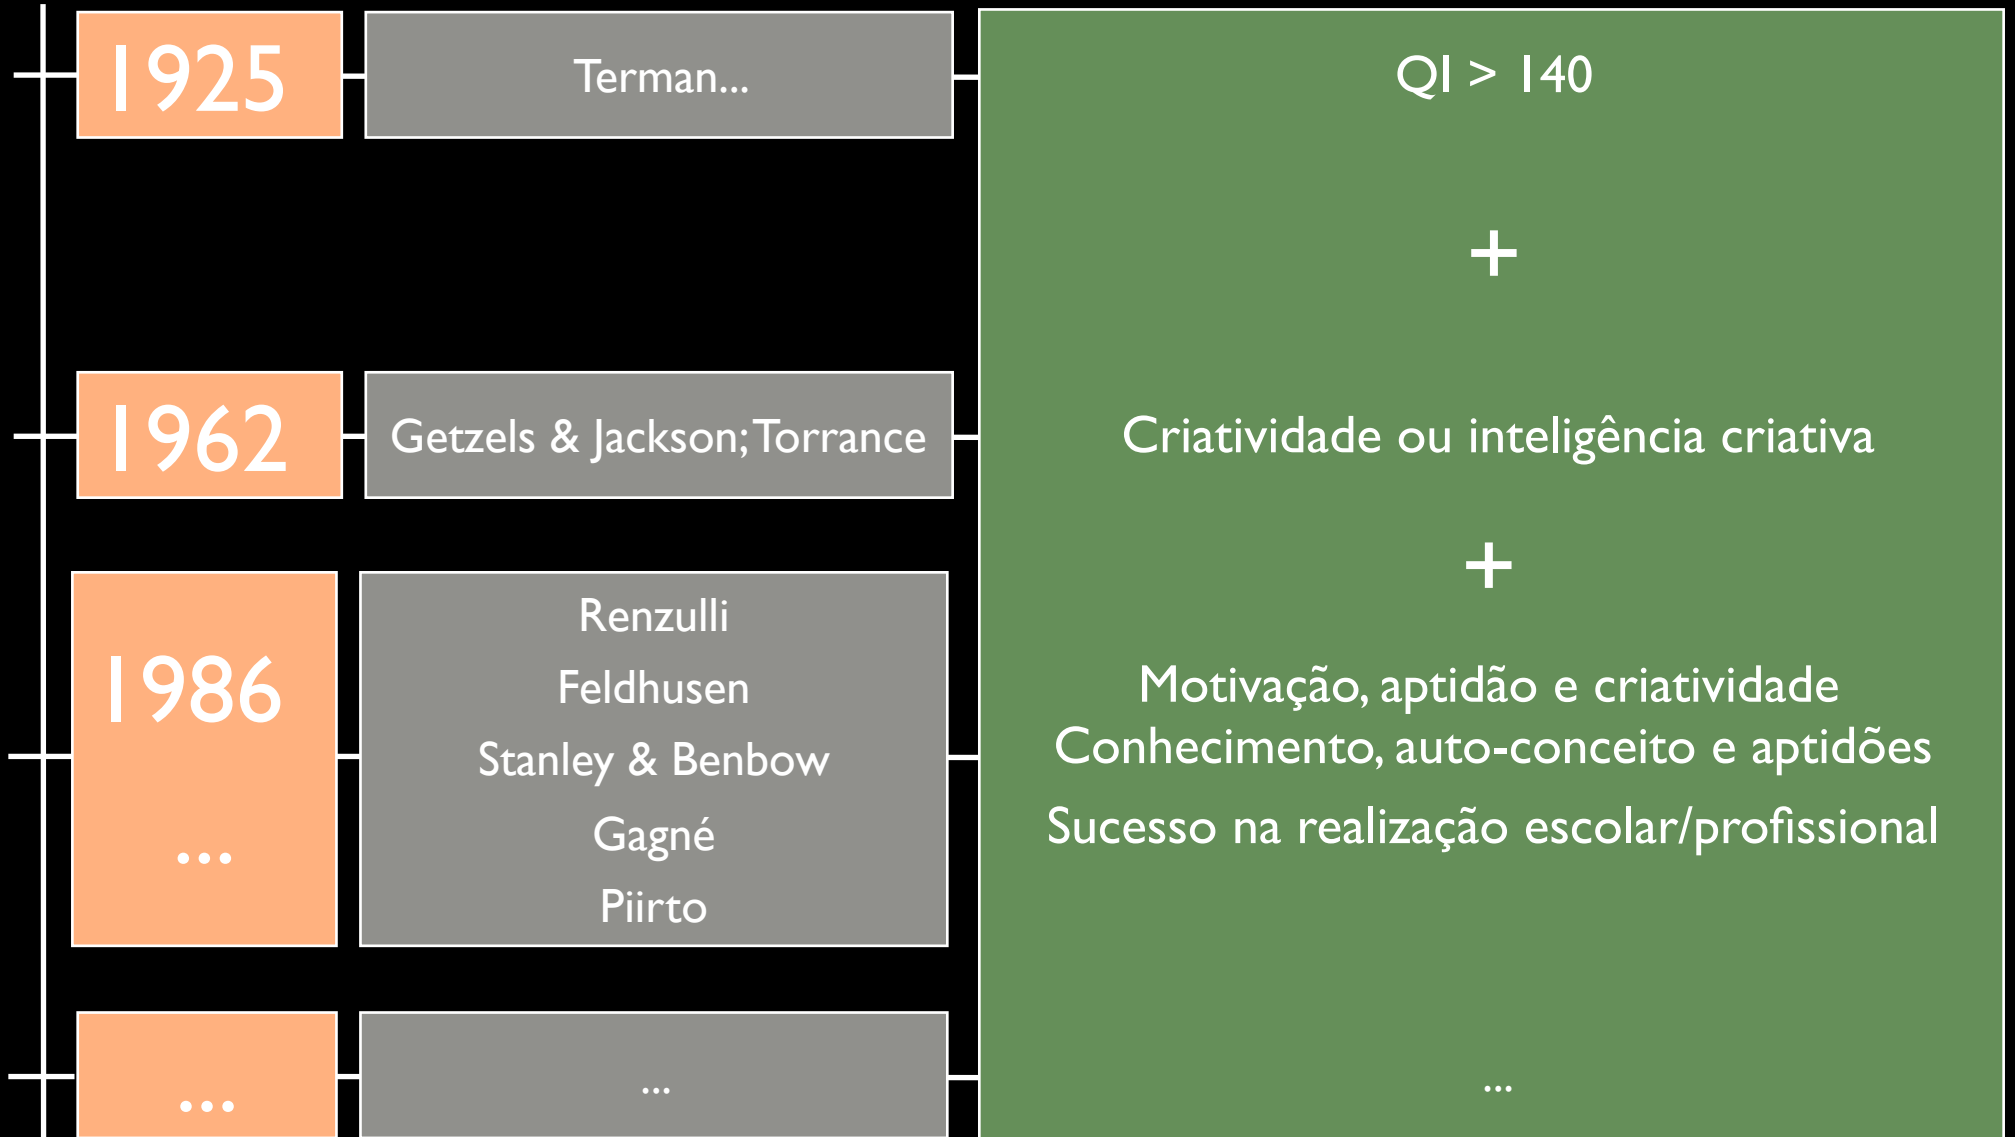 1925
Terman...
QI > 140
+
1962
Getzels & Jackson; Torrance
Criatividade ou inteligência criativa
+
1986
...
Renzulli
Feldhusen
Stanley & Benbow
Gagné
Piirto
Motivação, aptidão e criatividade
Conhecimento, auto-conceito e aptidões
Sucesso na realização escolar/profissional
...
...
...